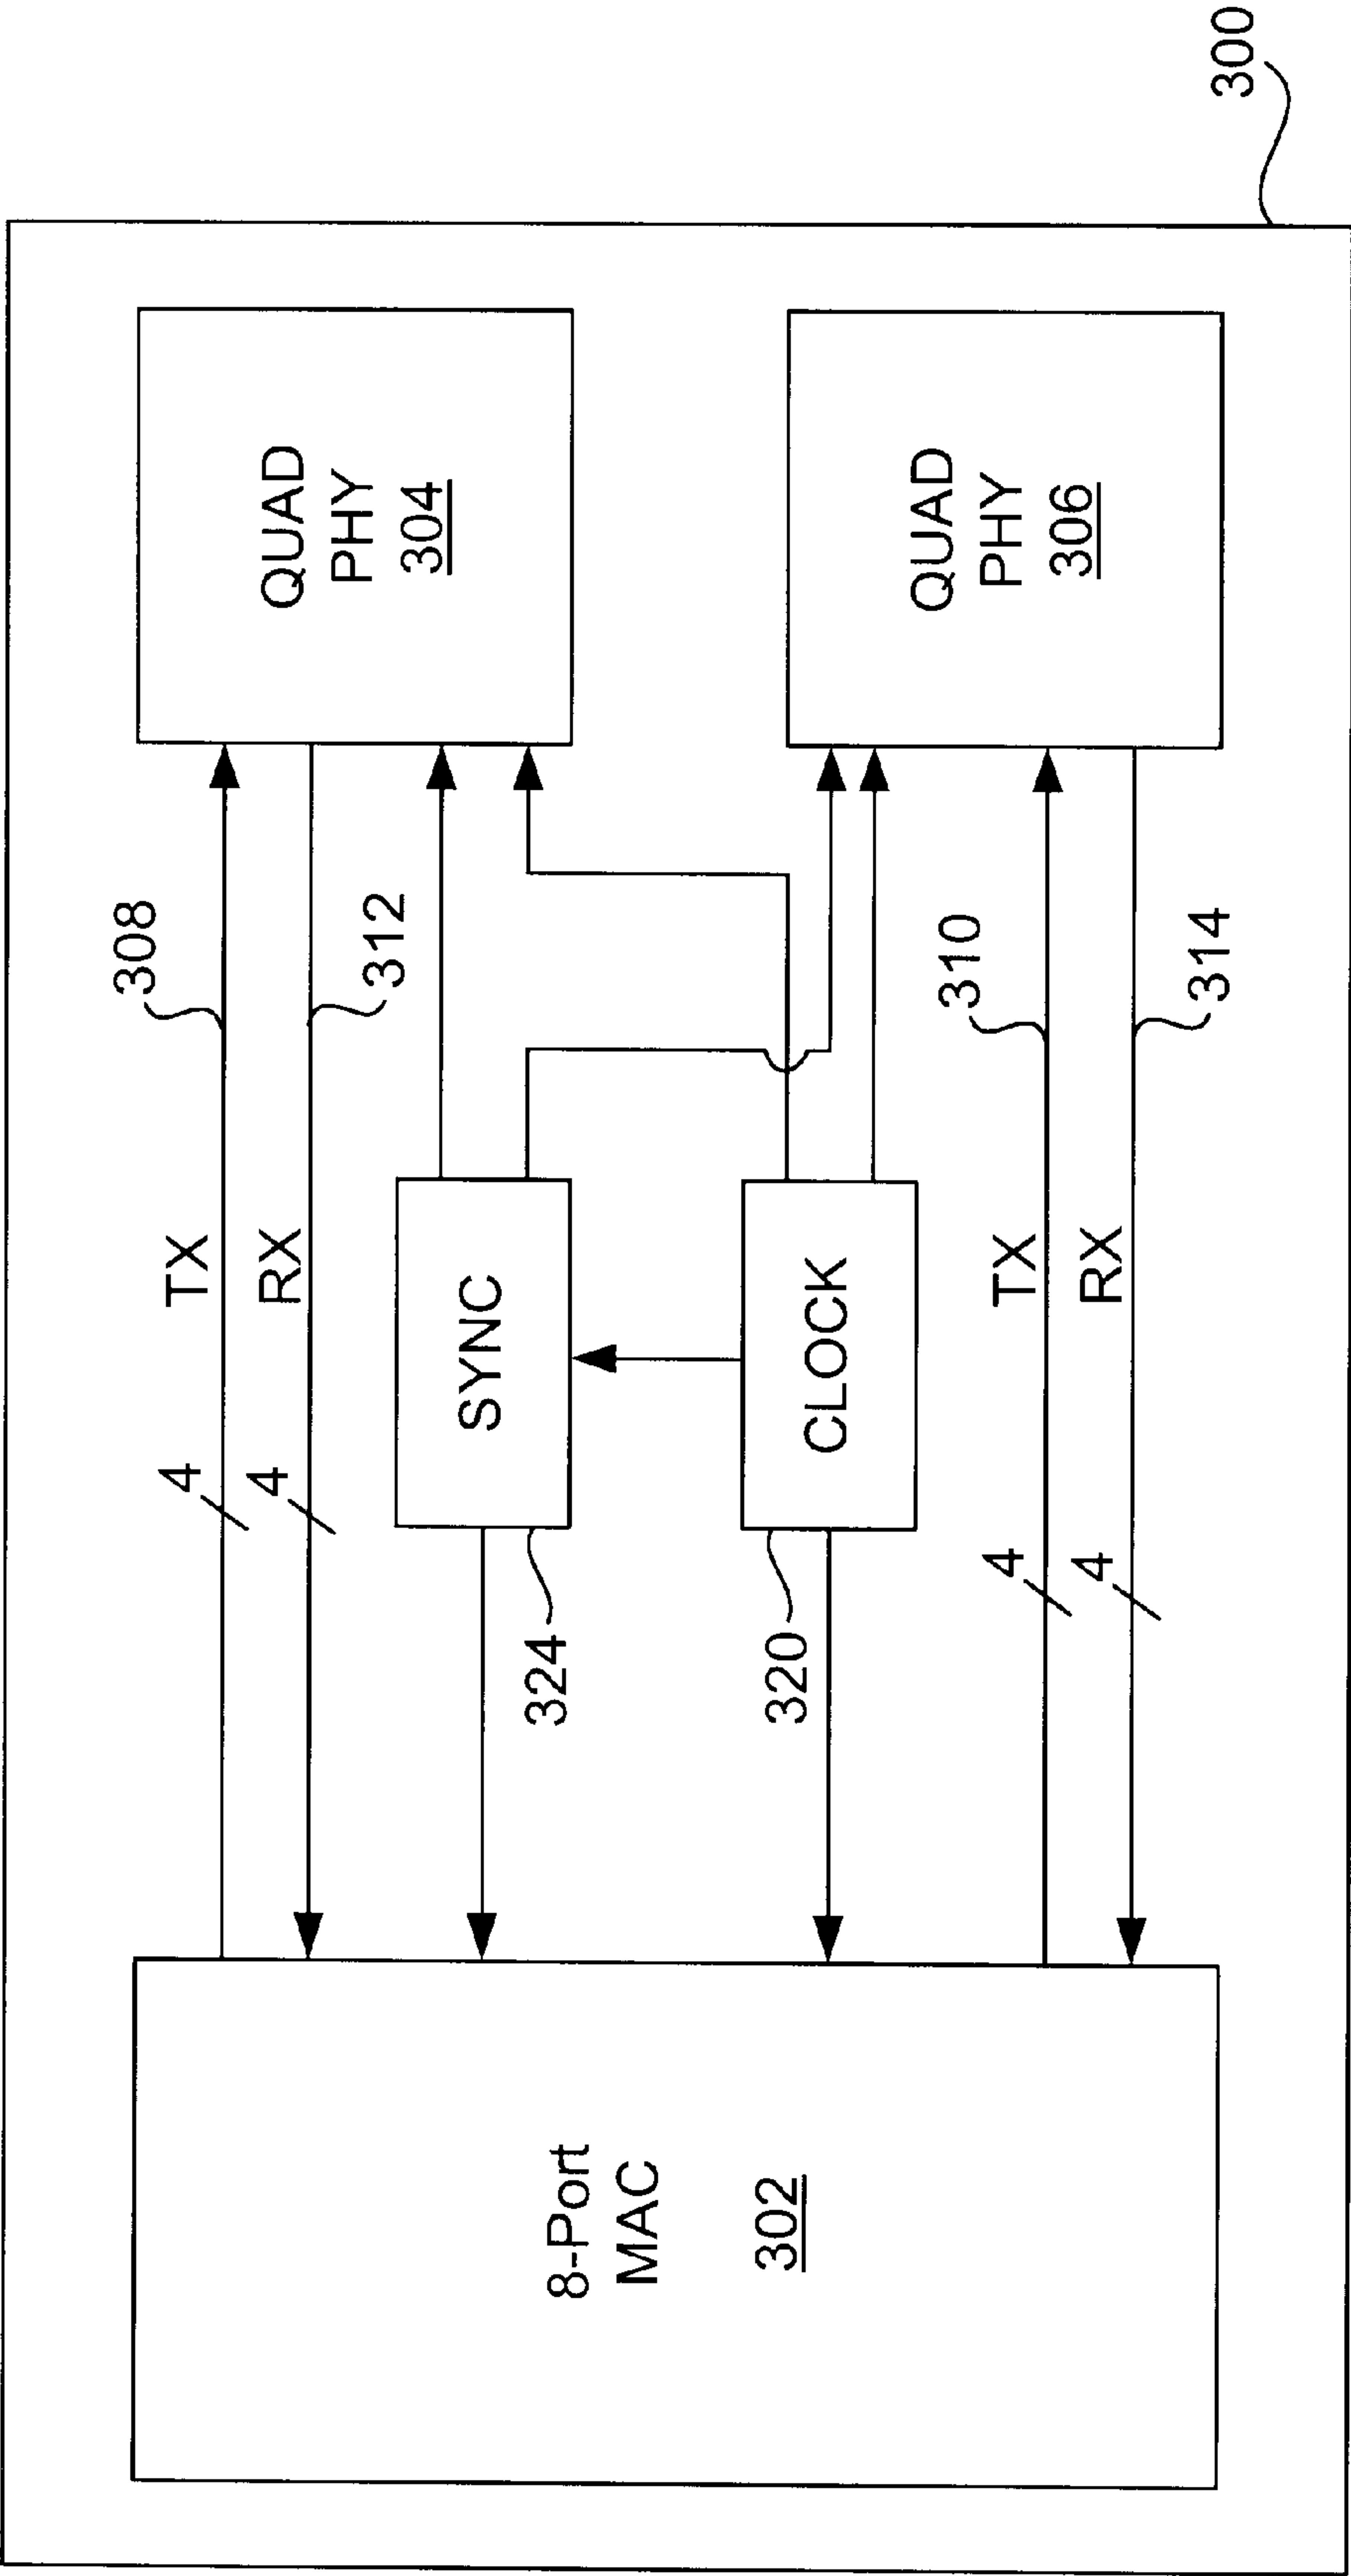 300
QUAD
PHY
304
QUAD
PHY
306
308
312
310
314
TX
RX
TX
RX
SYNC
CLOCK
4
4
4
4
324
320
8-Port
MAC
302